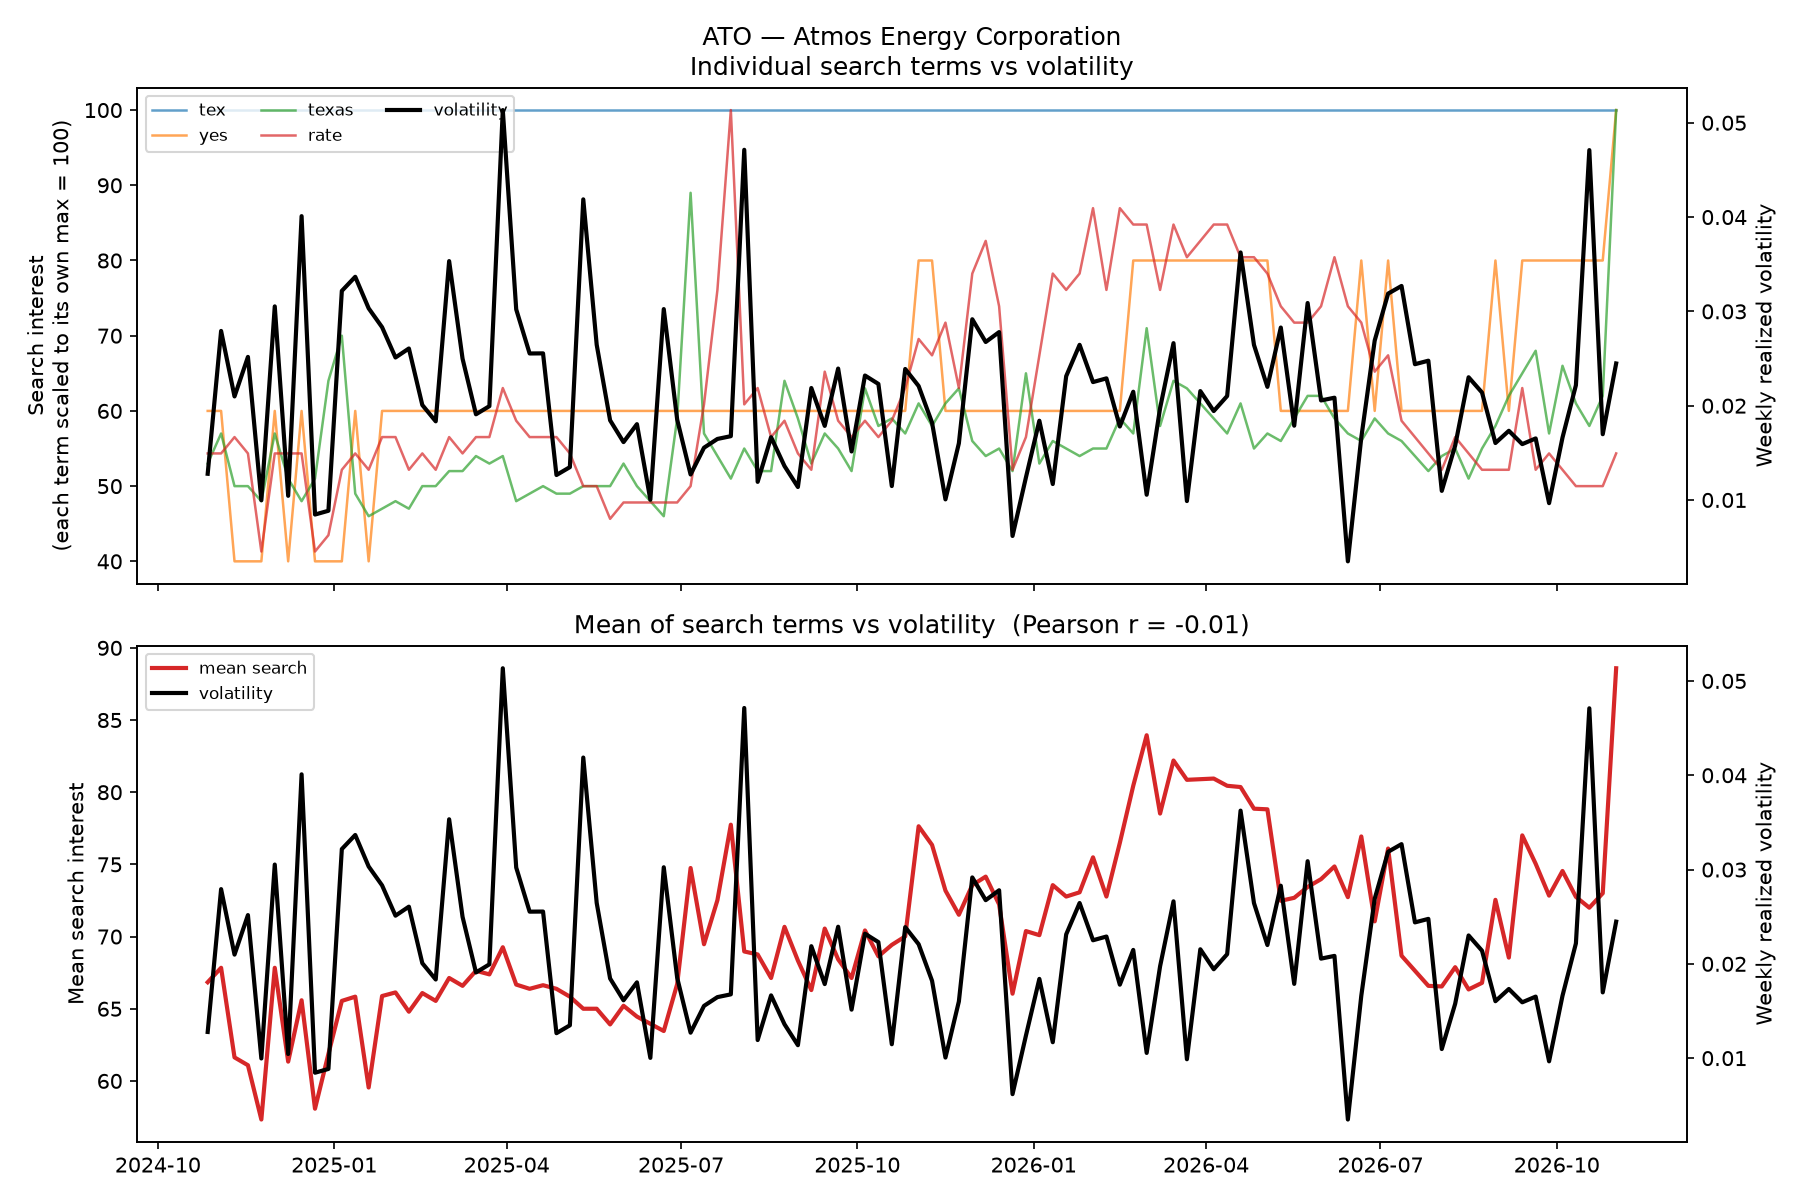 ATO — Atmos Energy Corporation
Individual search terms vs volatility
tex
yes
texas
rate
volatility
100
90
80
70
60
50
40
Search interest
(each term scaled to its own max = 100)
0.05
0.04
0.03
0.02
0.01
Weekly realized volatility
Mean of search terms vs volatility  (Pearson r = -0.01)
mean search
volatility
90
85
80
75
70
65
60
Mean search interest
0.05
0.04
0.03
0.02
0.01
Weekly realized volatility
2024-10
2025-01
2025-04
2025-07
2025-10
2026-01
2026-04
2026-07
2026-10